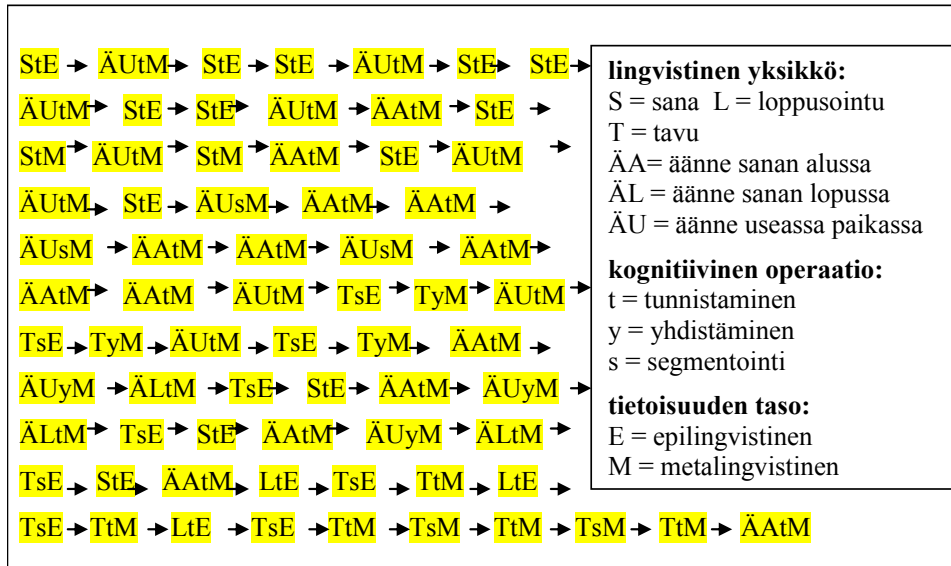 StE → ÄUtM → StE → StE → ÄUtM → StE → StE →
ÄUtM → StE → StE → ÄUtM → ÄAtM → StE →
StM → ÄUtM → StM → ÄAtM → StE → ÄUtM →
ÄUtM → StE → ÄUsM → ÄAtM → ÄAtM →
ÄUsM → ÄAtM → ÄAtM → ÄUsM → ÄAtM →
ÄAtM → ÄAtM → ÄUtM → TsE → TyM → ÄUtM →
TsE → TyM → ÄUtM → TsE → TyM → ÄAtM →
ÄUyM → ÄLtM → TsE → StE → ÄAtM → ÄUyM →
ÄLtM → TsE → StE → ÄAtM → ÄUyM → ÄLtM →
TsE → StE → ÄAtM → LtE → TsE → TtM → LtE →
TsE → TtM → LtE → TsE → TtM → TsM → TtM → TsM → TtM → ÄAtM
lingvistinen yksikkö:
S = sana L = loppusointu
T = tavu
ÄA= äänne sanan alussa
ÄL = äänne sanan lopussa
ÄU = äänne useassa paikassa
kognitiivinen operaatio:
t = tunnistaminen
y = yhdistäminen
s = segmentointi
tietoisuuden taso:
E = epilingvistinen
M = metalingvistinen